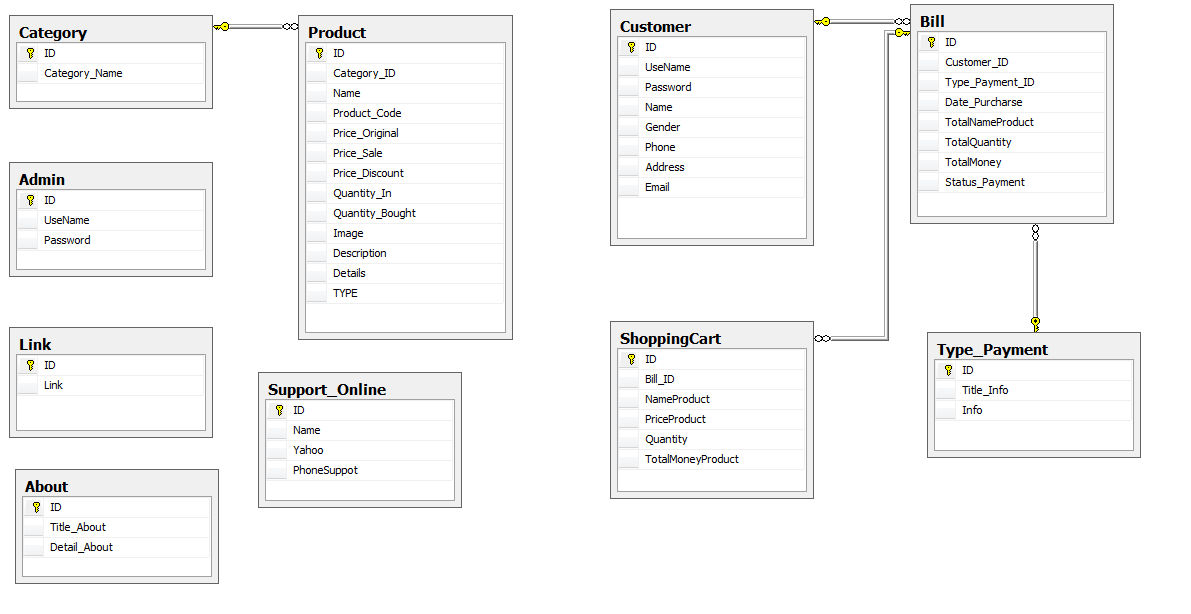 Category
ID
Category_Name
Product
ID
Category_ID
Name
Product_Code
Price_Original
Price_Sale
Price_Discount
Quantity_In
Quantity_Bought
Image
Description
Details
TYPE
Customer
ID
UseName
Password
Name
Gender
Phone
Address
Email
Bill
ID
Customer_ID
Type_Payment_ID
Date_Purcharse
TotalNameProduct
TotalQuantity
TotalMoney
Status_Payment
Admin
ID
UseName
Password
Link
ID
Link
Support_Online
ID
Name
Yahoo
PhoneSuppot
ShoppingCart
ID
Bill_ID
NameProduct
PriceProduct
Quantity
TotalMoneyProduct
Type_Payment
ID
Title_Info
Info
About
ID
Title_About
Detail_About